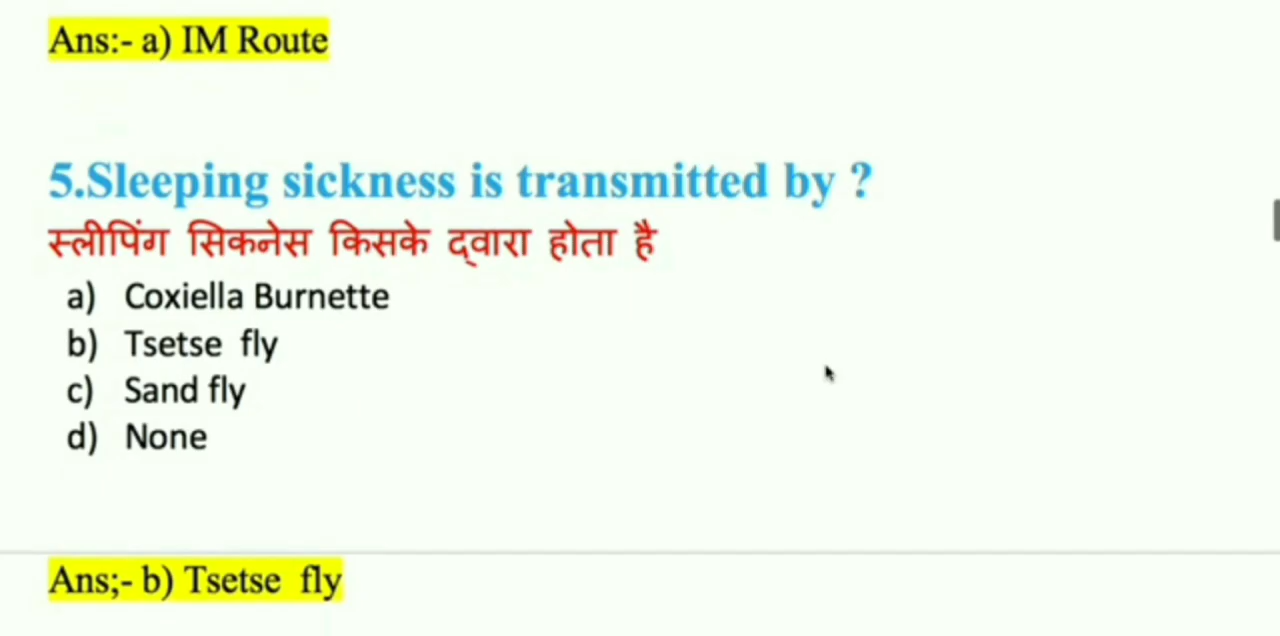 Ans:- a) IM Route
5.Sleeping sickness is transmitted by ?
स्लीपिंग सिकनेस किसके द्वारा होता है
a) Coxiella Burnette
b) Tsetse fly
c) Sand fly
d) None
Ans;- b) Tsetse fly